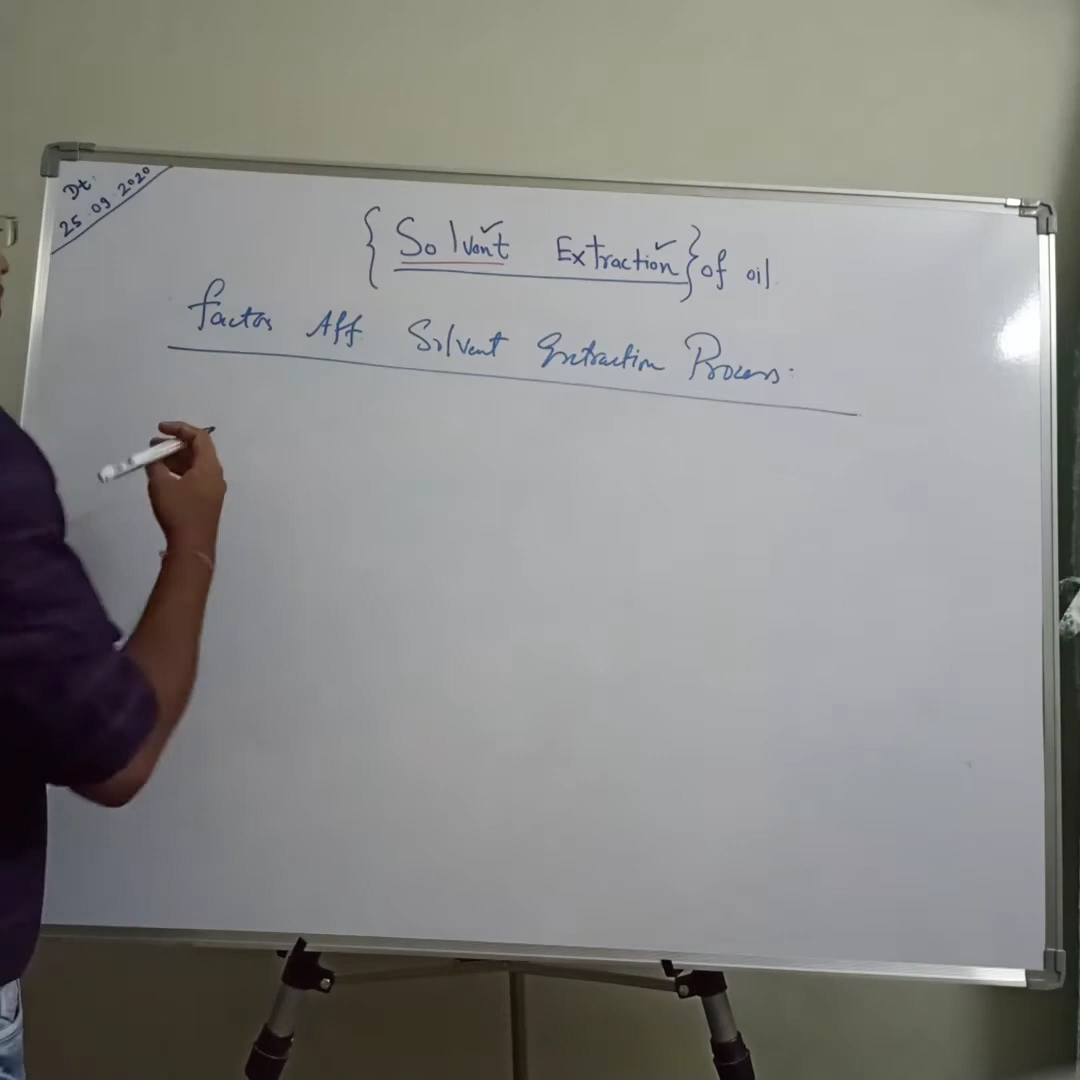 Dt:
25.09 2020
{Solvent Extraction} of oil
Factors Aff. Solvent Extraction Process.